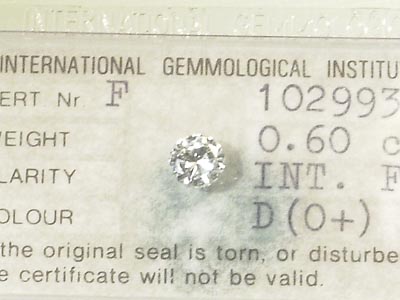 INTERNATIONAL GEMMOLOGICAL INSTITU
ERT Nr. F 102993
EIGHT 0.60 c
LARITY INT. F
OLOUR D(O+)
the original seal is torn, or disturbe
e certificate will not be valid.